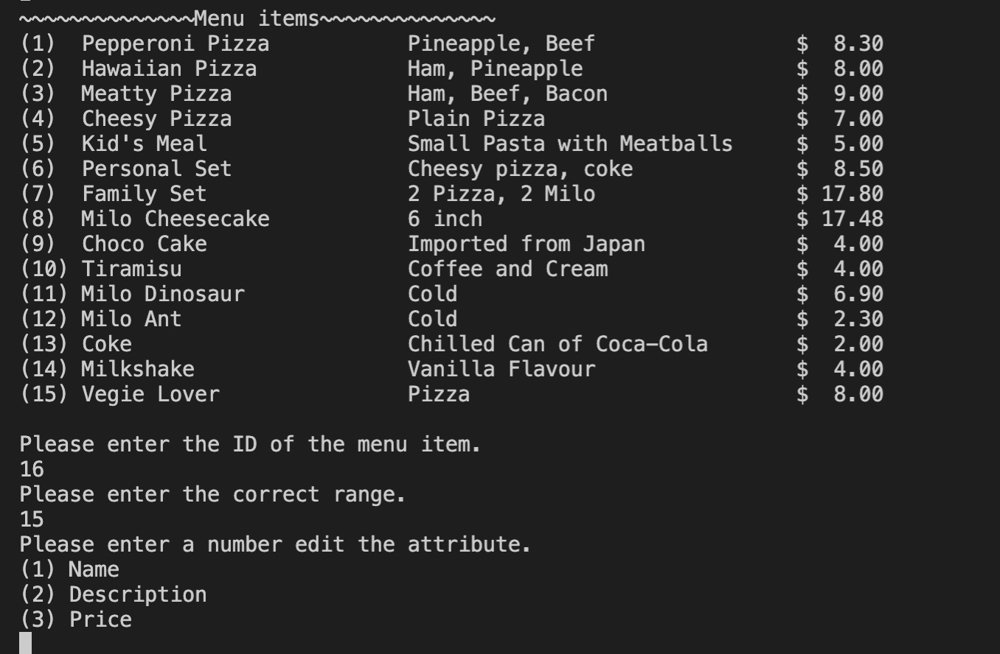 ~~~~~~~~~~~~~~Menu items~~~~~~~~~~~~~~
(1)  Pepperoni Pizza           Pineapple, Beef                $  8.30
(2)  Hawaiian Pizza            Ham, Pineapple                 $  8.00
(3)  Meatty Pizza              Ham, Beef, Bacon               $  9.00
(4)  Cheesy Pizza              Plain Pizza                    $  7.00
(5)  Kid's Meal                Small Pasta with Meatballs     $  5.00
(6)  Personal Set              Cheesy pizza, coke             $  8.50
(7)  Family Set                2 Pizza, 2 Milo                $ 17.80
(8)  Milo Cheesecake           6 inch                         $ 17.48
(9)  Choco Cake                Imported from Japan            $  4.00
(10) Tiramisu                  Coffee and Cream               $  4.00
(11) Milo Dinosaur             Cold                           $  6.90
(12) Milo Ant                  Cold                           $  2.30
(13) Coke                      Chilled Can of Coca-Cola       $  2.00
(14) Milkshake                 Vanilla Flavour                $  4.00
(15) Vegie Lover               Pizza                          $  8.00
Please enter the ID of the menu item.
16
Please enter the correct range.
15
Please enter a number edit the attribute.
(1) Name
(2) Description
(3) Price